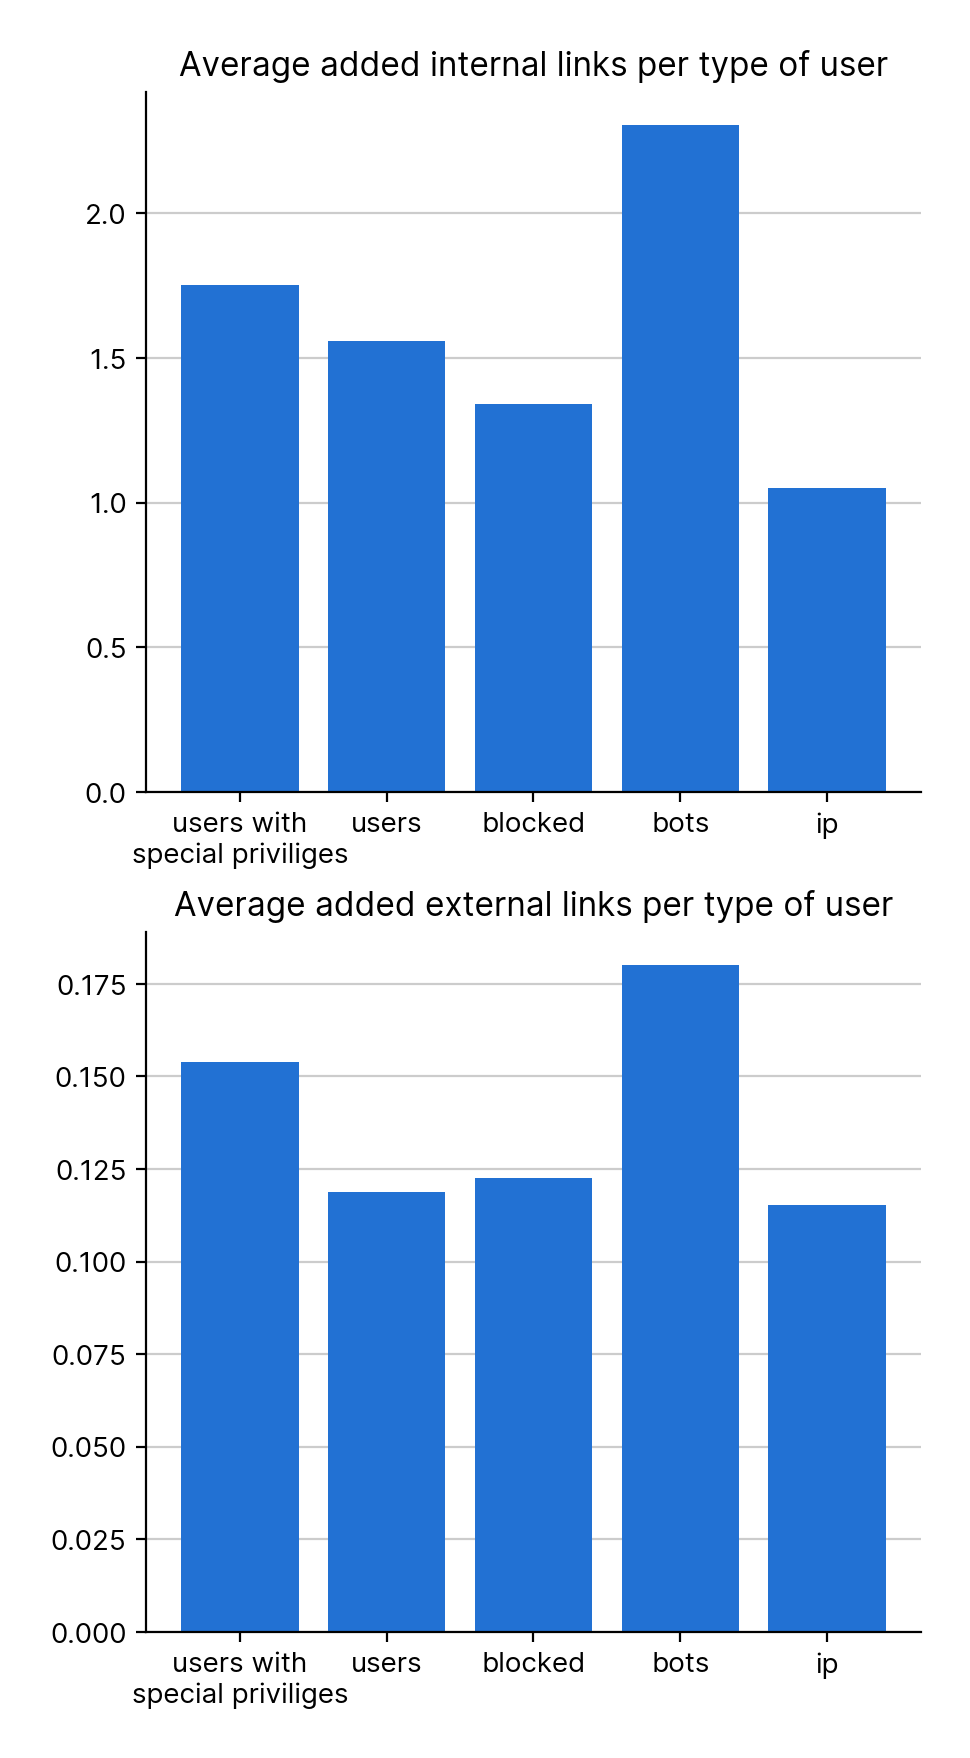 Average added internal links per type of user
2.0
1.5
1.0
0.5
0.0
users with
special priviliges
users
blocked
bots
ip
Average added external links per type of user
0.175
0.150
0.125
0.100
0.075
0.050
0.025
0.000
users with
special priviliges
users
blocked
bots
ip